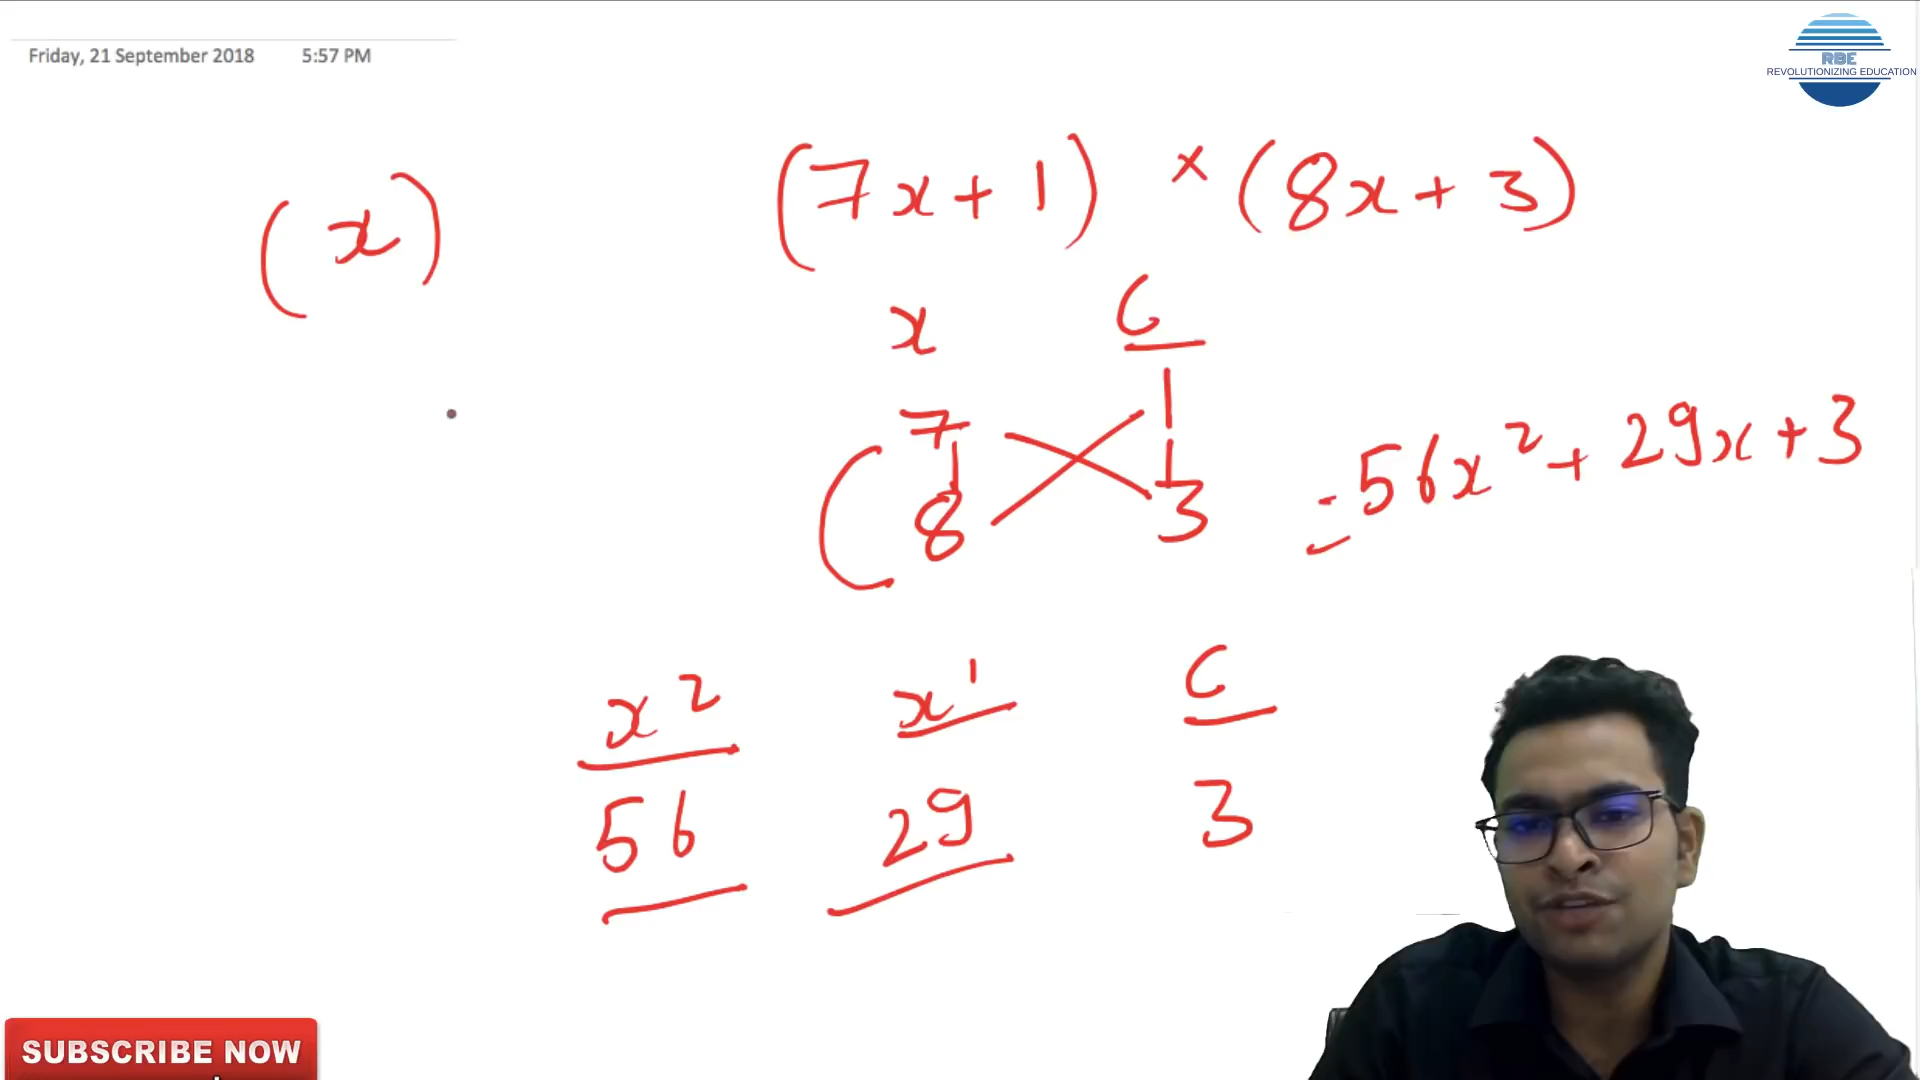 Friday, 21 September 2018 5:57 PM
RBE
REVOLUTIONIZING EDUCATION
(7x+1) × (8x+3)
(x)
x C
7 1
8 3
=56x²+29x+3
x² x¹ C
56 29 3
SUBSCRIBE NOW